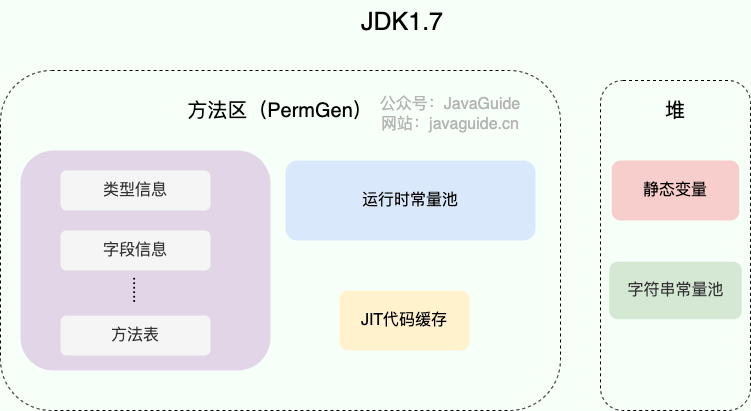 JDK1.7
方法区（PermGen）
公众号：JavaGuide
网站：javaguide.cn
堆
类型信息
字段信息
方法表
运行时常量池
JIT代码缓存
静态变量
字符串常量池